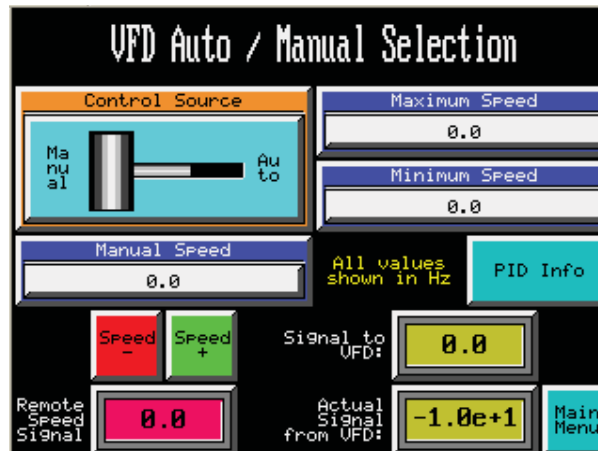 VFD Auto / Manual Selection
Control Source
Ma
nu
al
Au
to
Maximum Speed
0.0
Minimum Speed
0.0
Manual Speed
0.0
All values
shown in Hz
PID Info
Speed
-
Speed
+
Signal to
VFD:
0.0
Remote
Speed
Signal
0.0
Actual
Signal
from VFD:
-1.0e+1
Main
Menu